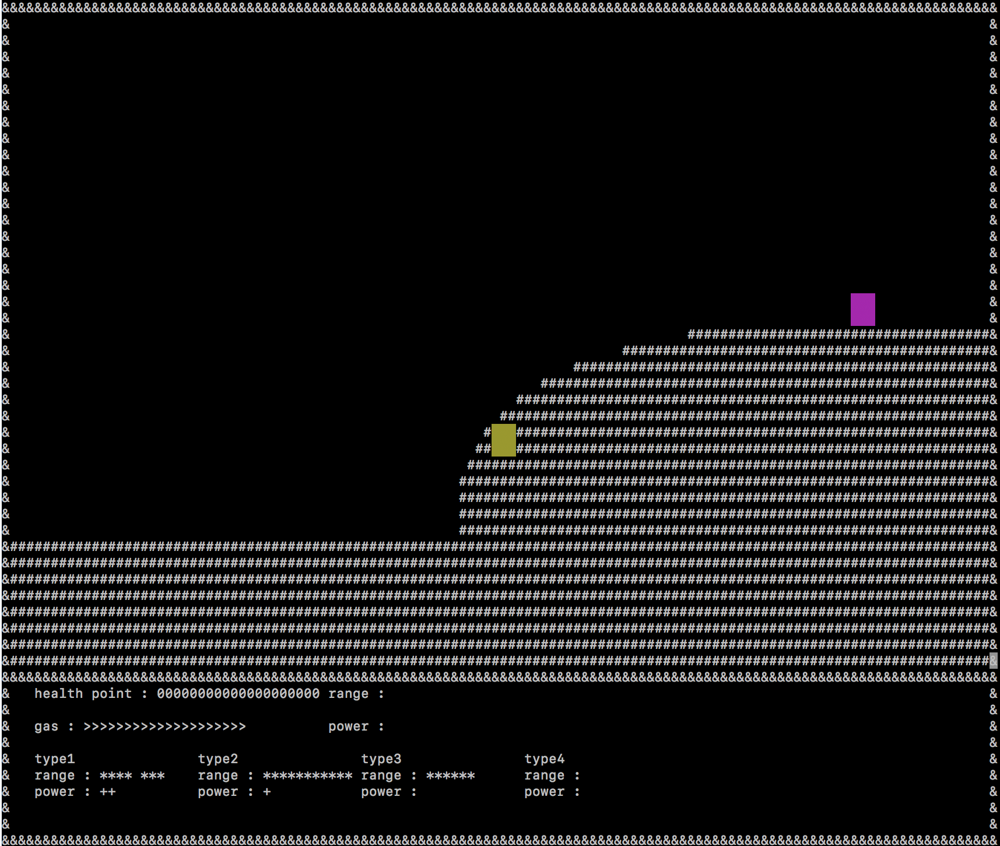 health point : 00000000000000000000 range :
gas : >>>>>>>>>>>>>>>>>>>> power :
type1 type2 type3 type4
range : **** *** range : *********** range : ****** range :
power : ++ power : + power : power :